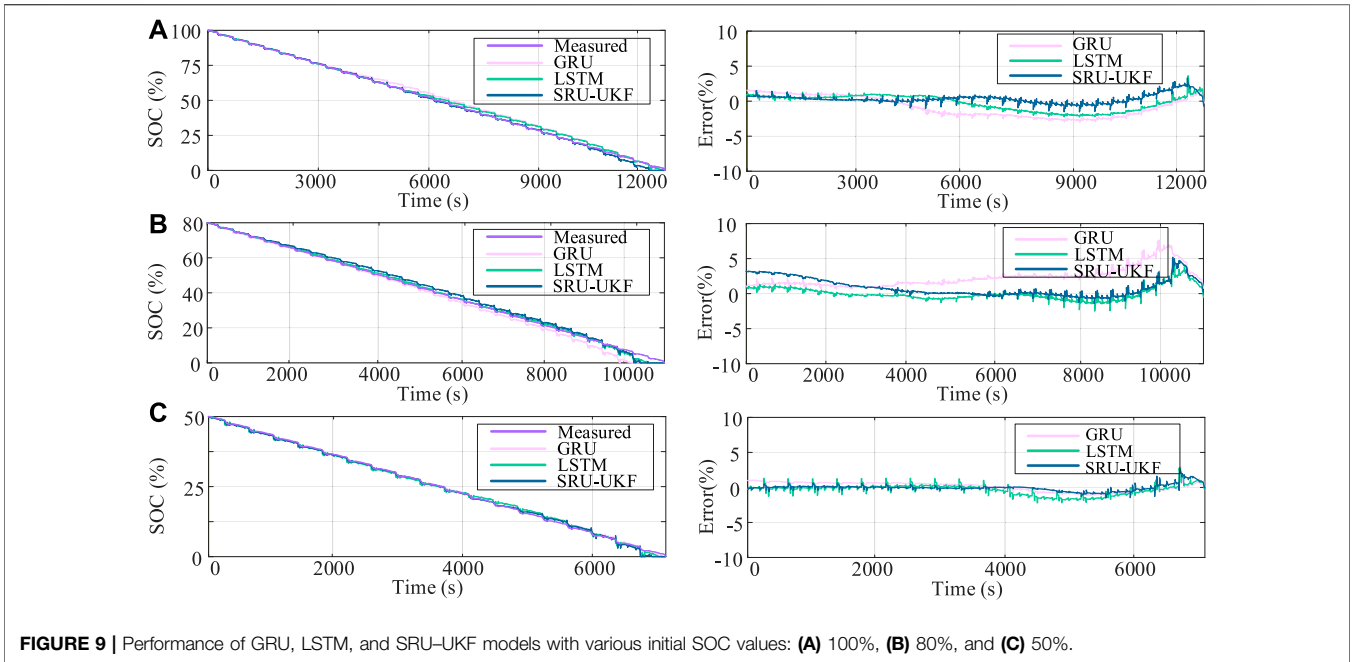 A
100
75
50
25
0
SOC (%)
Measured
GRU
LSTM
SRU-UKF
0 3000 6000 9000 12000
Time (s)
10
5
0
-5
-10
Error(%)
GRU
LSTM
SRU-UKF
0 3000 6000 9000 12000
Time (s)
B
80
60
40
20
0
SOC (%)
Measured
GRU
LSTM
SRU-UKF
0 2000 4000 6000 8000 10000
Time (s)
10
5
0
-5
-10
Error(%)
GRU
LSTM
SRU-UKF
0 2000 4000 6000 8000 10000
Time (s)
C
50
25
0
SOC (%)
Measured
GRU
LSTM
SRU-UKF
0 2000 4000 6000
Time (s)
10
5
0
-5
-10
Error(%)
GRU
LSTM
SRU-UKF
0 2000 4000 6000
Time (s)
FIGURE 9 | Performance of GRU, LSTM, and SRU–UKF models with various initial SOC values: (A) 100%, (B) 80%, and (C) 50%.